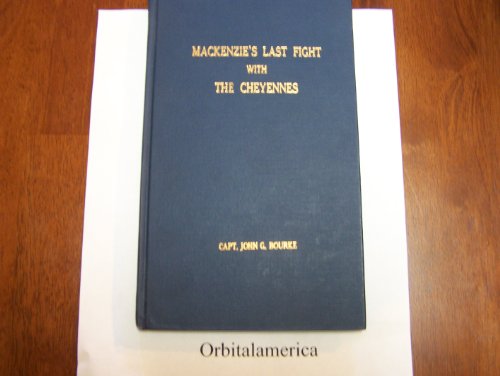 MACKENZIE'S LAST FIGHT
WITH
THE CHEYENNES
CAPT. JOHN G. BOURKE
Orbitalamerica